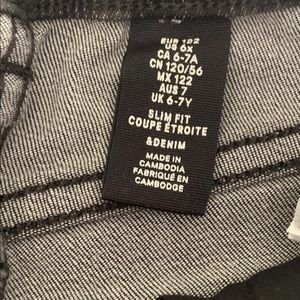 EUR 122
US 6X
CA 6-7A
CN 120/56
MX 122
AUS 7
UK 6-7Y
SLIM FIT
COUPE ÉTROITE
&DENIM
MADE IN
CAMBODIA
FABRIQUÉ EN
CAMBODGE